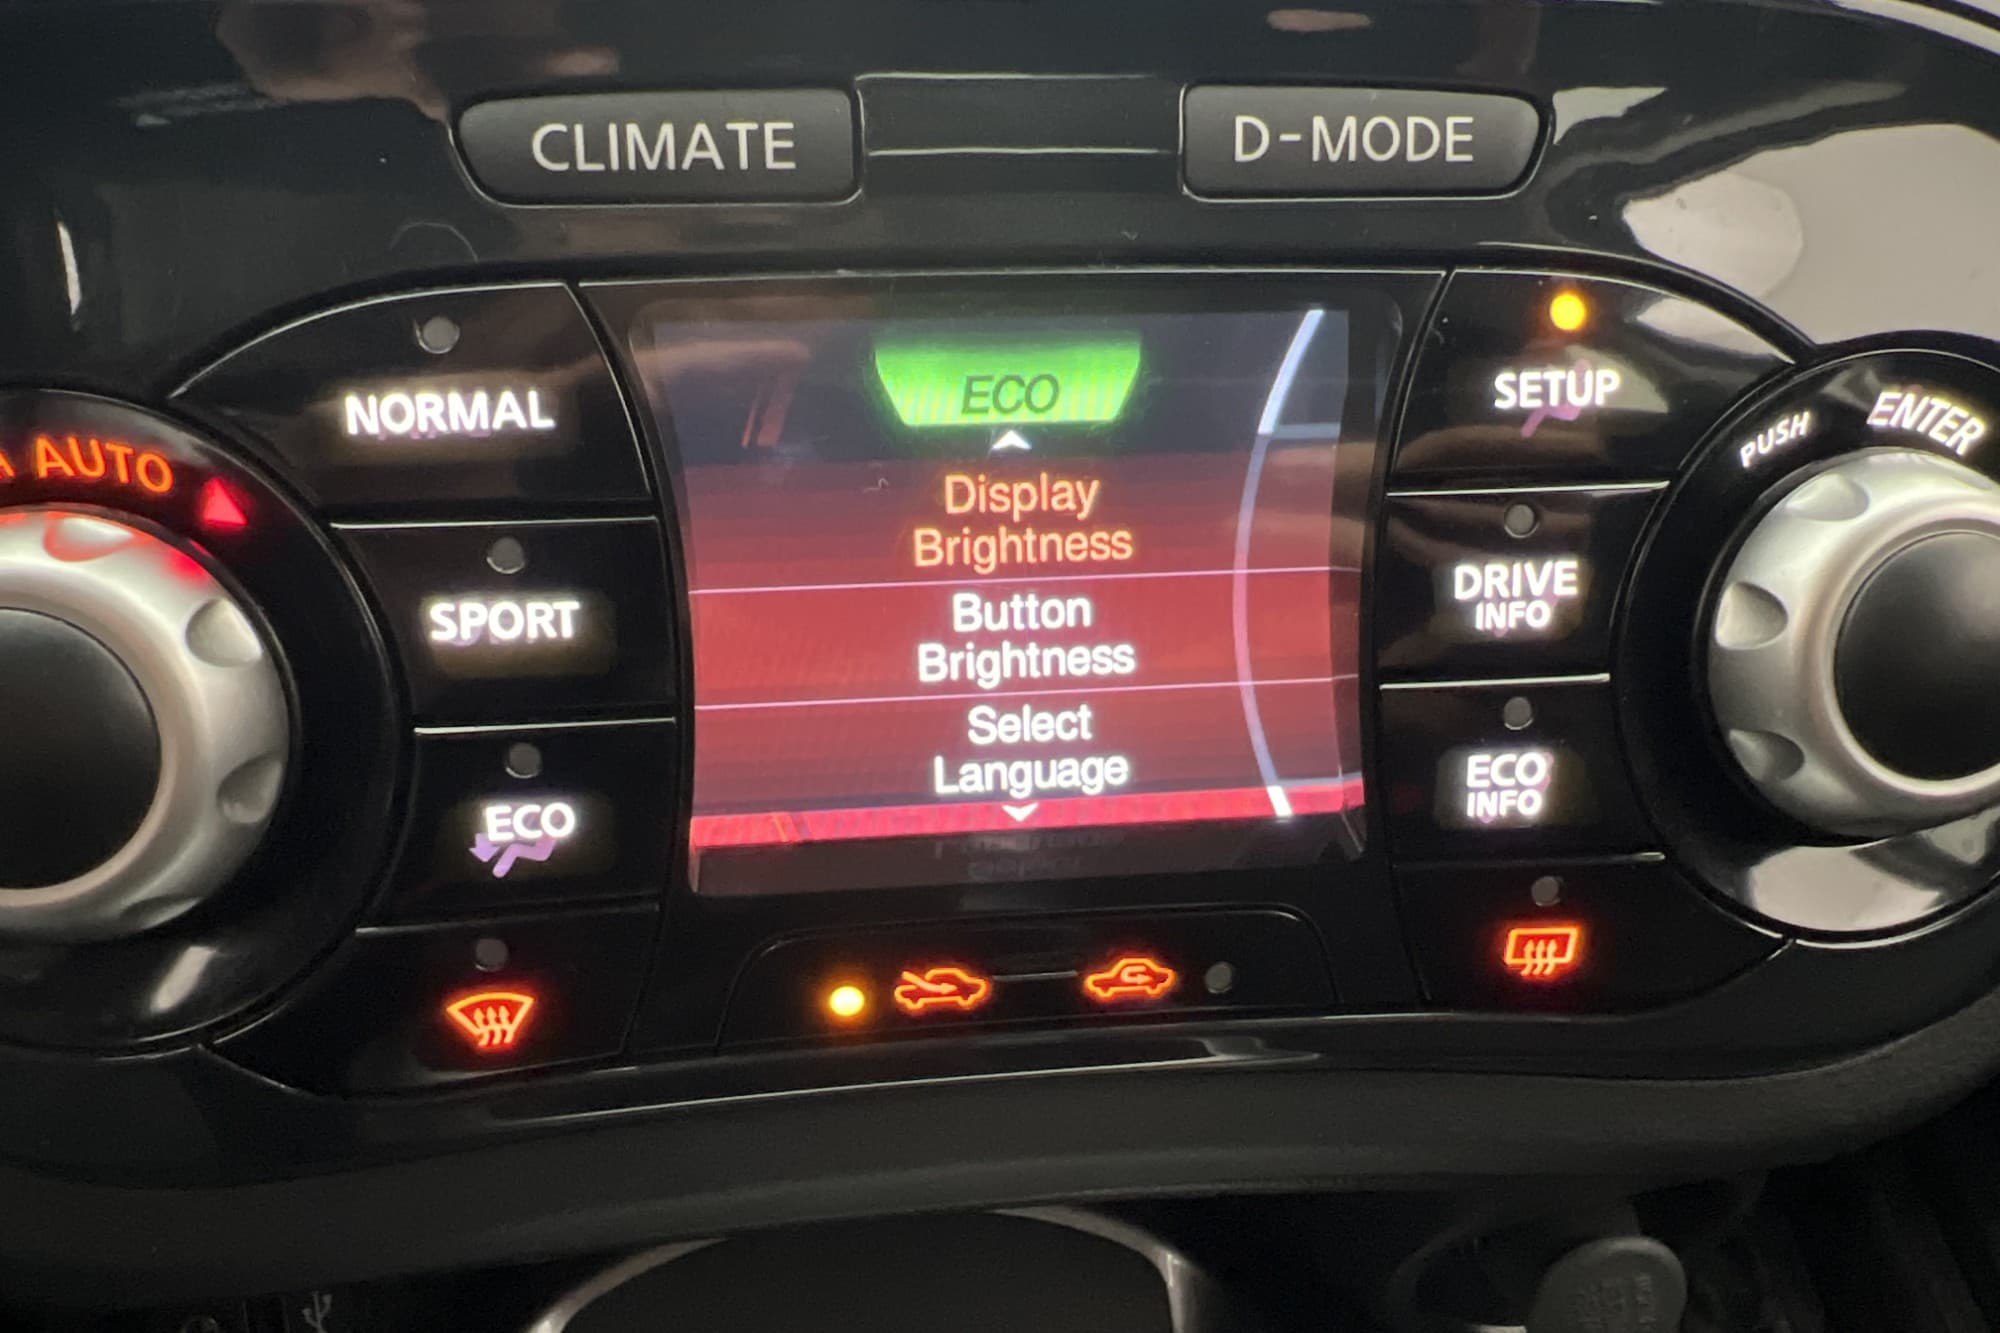 CLIMATE
D-MODE
NORMAL
ECO
SETUP
PUSH
ENTER
AUTO
Display
Brightness
SPORT
Button
Brightness
DRIVE
INFO
Select
Language
ECO
ECO
INFO